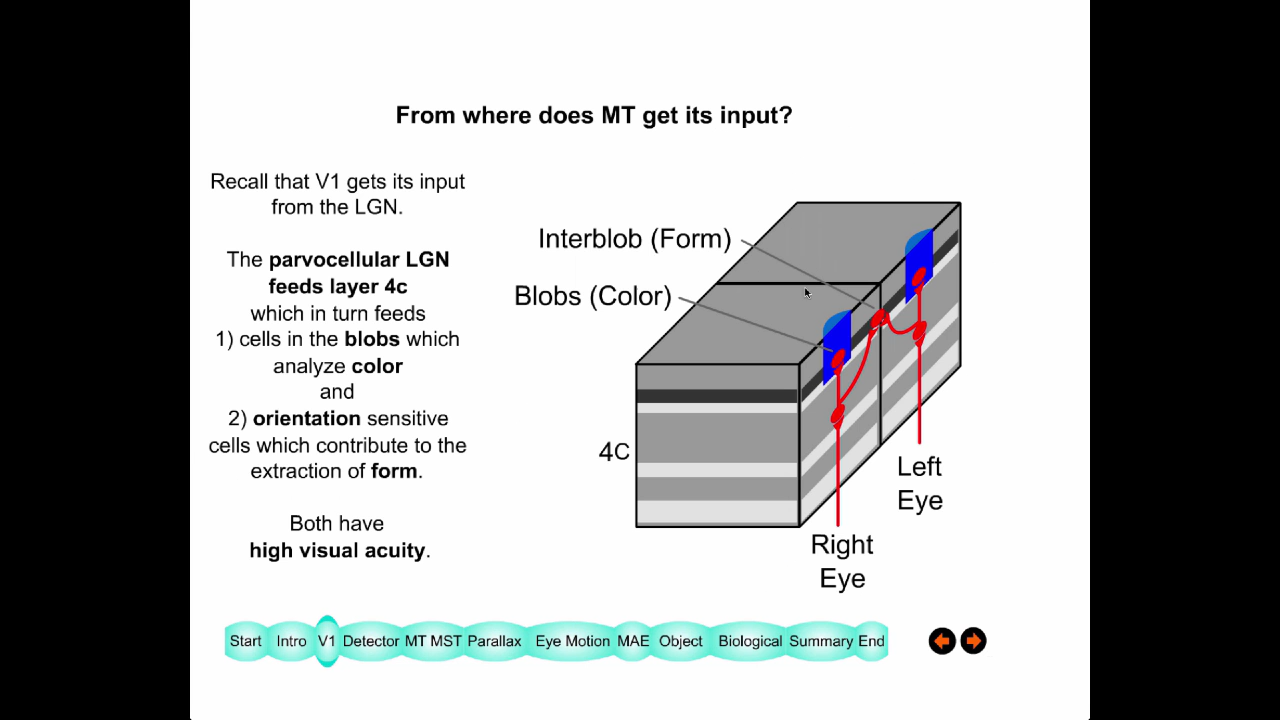 From where does MT get its input?
Recall that V1 gets its input
from the LGN.
The parvocellular LGN
feeds layer 4c
which in turn feeds
1) cells in the blobs which
analyze color
and
2) orientation sensitive
cells which contribute to the
extraction of form.
Both have
high visual acuity.
Interblob (Form)
Blobs (Color)
4C
Left
Eye
Right
Eye
Start Intro V1 Detector MT MST Parallax Eye Motion MAE Object Biological Summary End